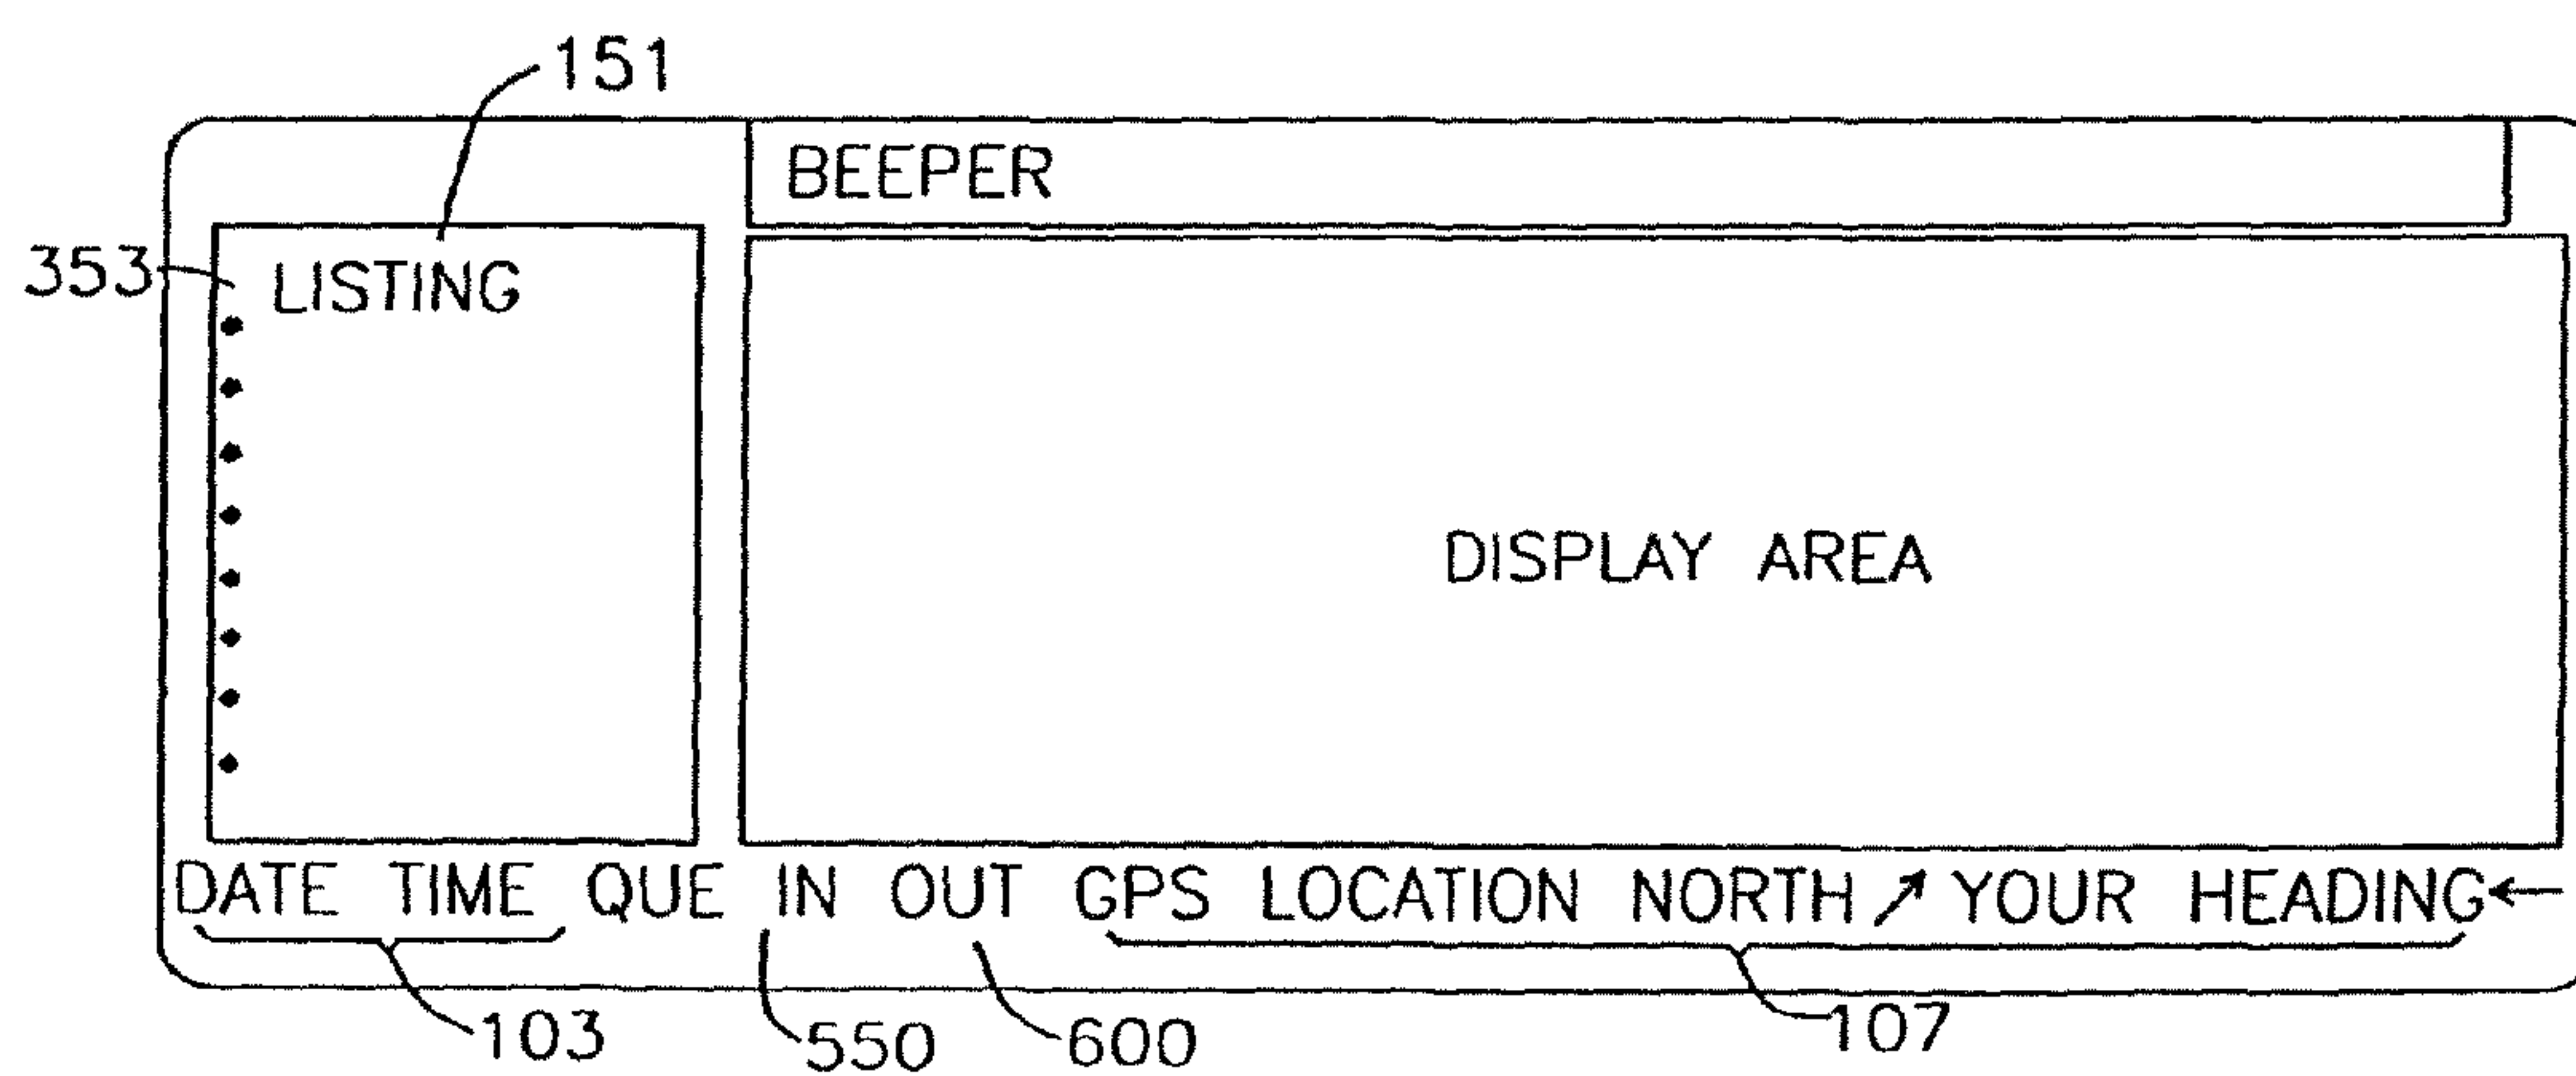 151
BEEPER
353 LISTING
DISPLAY AREA
DATE TIME QUE IN OUT GPS LOCATION NORTH ↗ YOUR HEADING ←
103 550 600 107